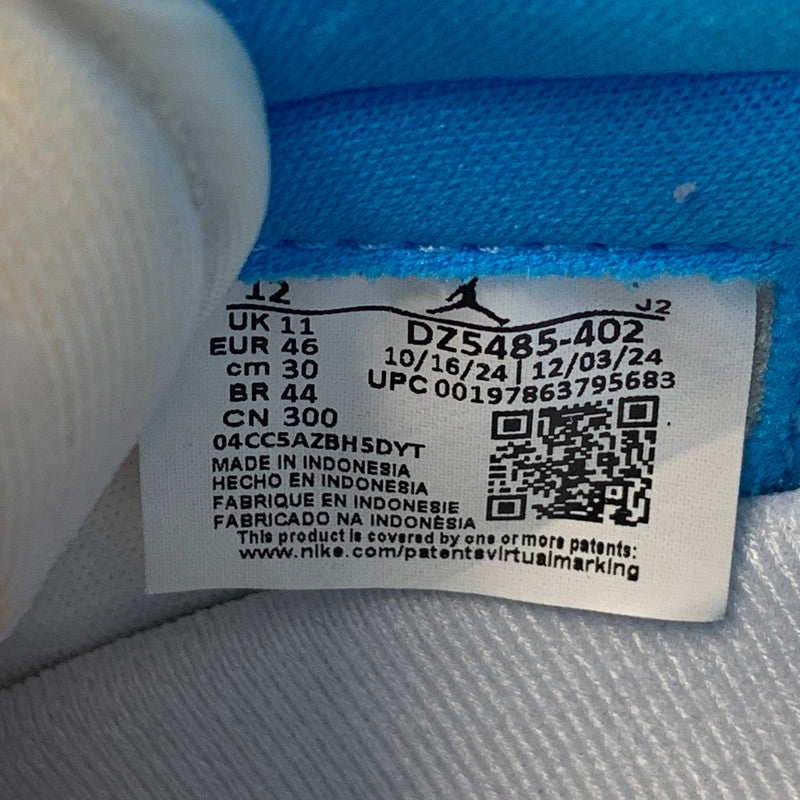 12
J2
UK 11
EUR 46
cm 30
BR 44
CN 300
DZ5485-402
10/16/24 | 12/03/24
UPC 00197863795683
04CC5AZBH5DYT
MADE IN INDONESIA
HECHO EN INDONESIA
FABRIQUE EN INDONESIE
FABRICADO NA INDONÉSIA
This product is covered by one or more patents:
www.nike.com/patentsvirtualmarking